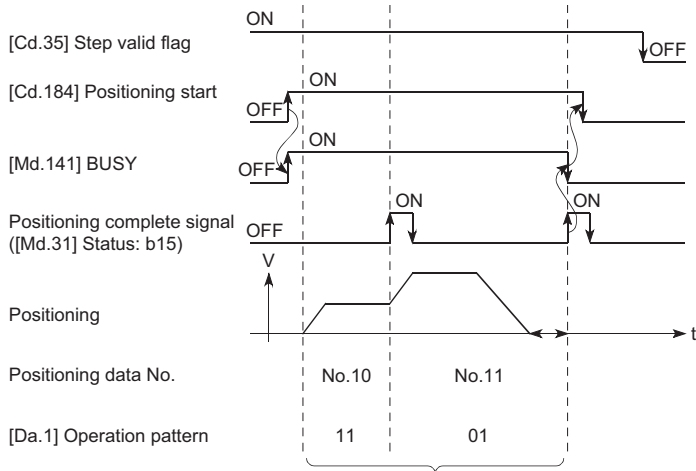 ON
[Cd.35] Step valid flag
OFF
[Cd.184] Positioning start
ON
OFF
[Md.141] BUSY
ON
OFF
Positioning complete signal
([Md.31] Status: b15)
OFF
ON
ON
V
Positioning
t
Positioning data No.
No.10
No.11
[Da.1] Operation pattern
11
01